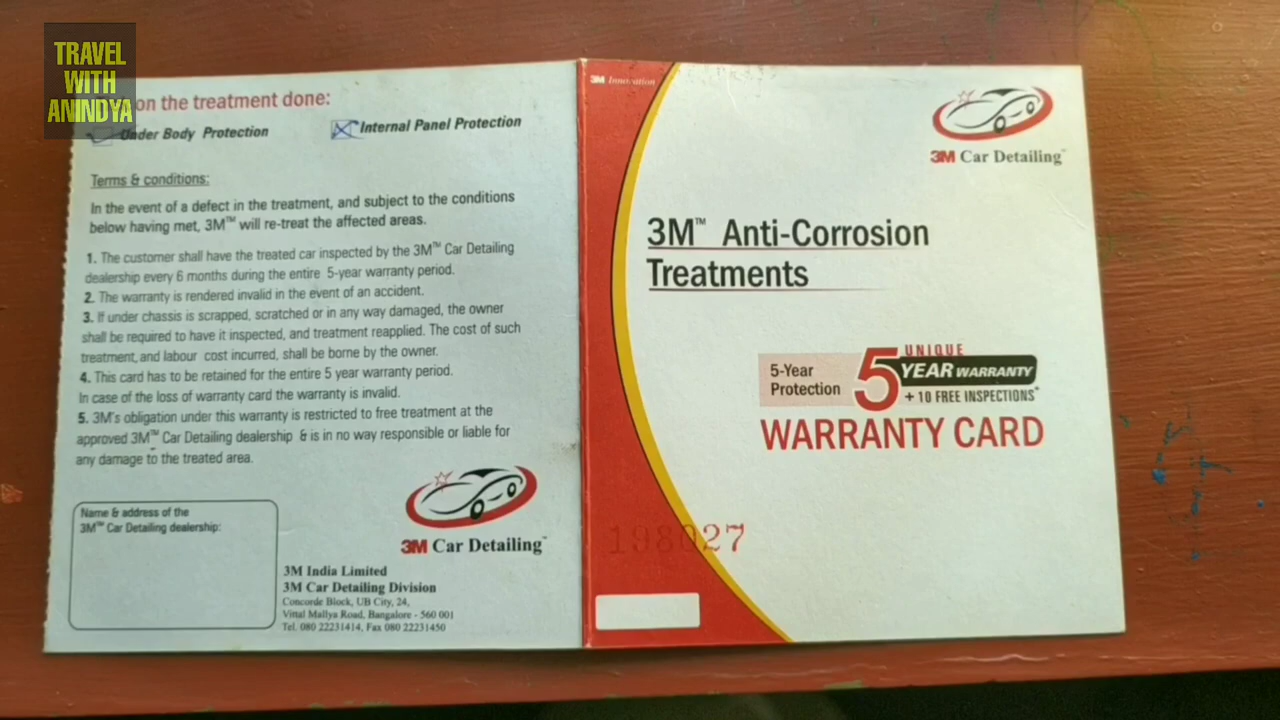 TRAVEL
WITH
ANINDYA
on the treatment done:
Under Body Protection
Internal Panel Protection
Terms & conditions:
In the event of a defect in the treatment, and subject to the conditions
below having met, 3M™ will re-treat the affected areas.
1. The customer shall have the treated car inspected by the 3M™ Car Detailing
dealership every 6 months during the entire 5-year warranty period.
2. The warranty is rendered invalid in the event of an accident.
3. If under chassis is scrapped, scratched or in any way damaged, the owner
shall be required to have it inspected, and treatment reapplied. The cost of such
treatment, and labour cost incurred, shall be borne by the owner.
4. This card has to be retained for the entire 5 year warranty period.
In case of the loss of warranty card the warranty is invalid.
5. 3M's obligation under this warranty is restricted to free treatment at the
approved 3M™ Car Detailing dealership & is in no way responsible or liable for
any damage to the treated area.
Name & address of the
3M™ Car Detailing dealership:
3M Car Detailing™
3M India Limited
3M Car Detailing Division
Concorde Block, UB City, 24,
Vittal Mallya Road, Bangalore - 560 001
Tel. 080 22231414, Fax 080 22231450
3M Innovation
3M Car Detailing™
3M™ Anti-Corrosion
Treatments
5-Year
Protection
UNIQUE
5 YEAR WARRANTY
+ 10 FREE INSPECTIONS*
WARRANTY CARD
198027